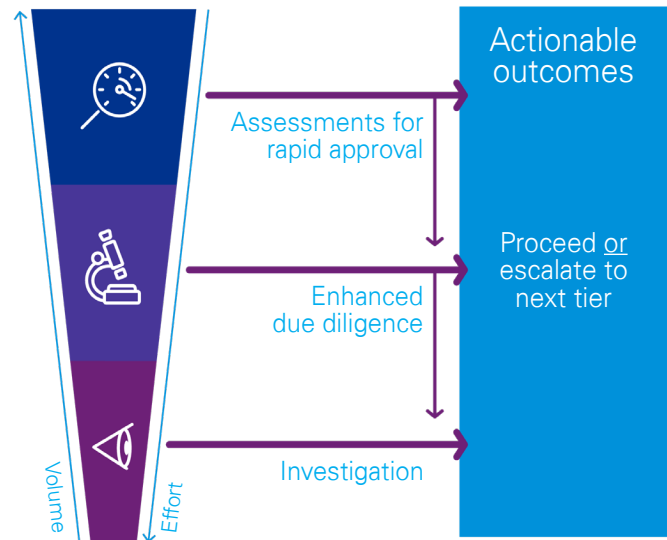 Actionable
outcomes
Assessments for
rapid approval
Proceed or
escalate to
next tier
Enhanced
due diligence
Investigation
Volume
Effort